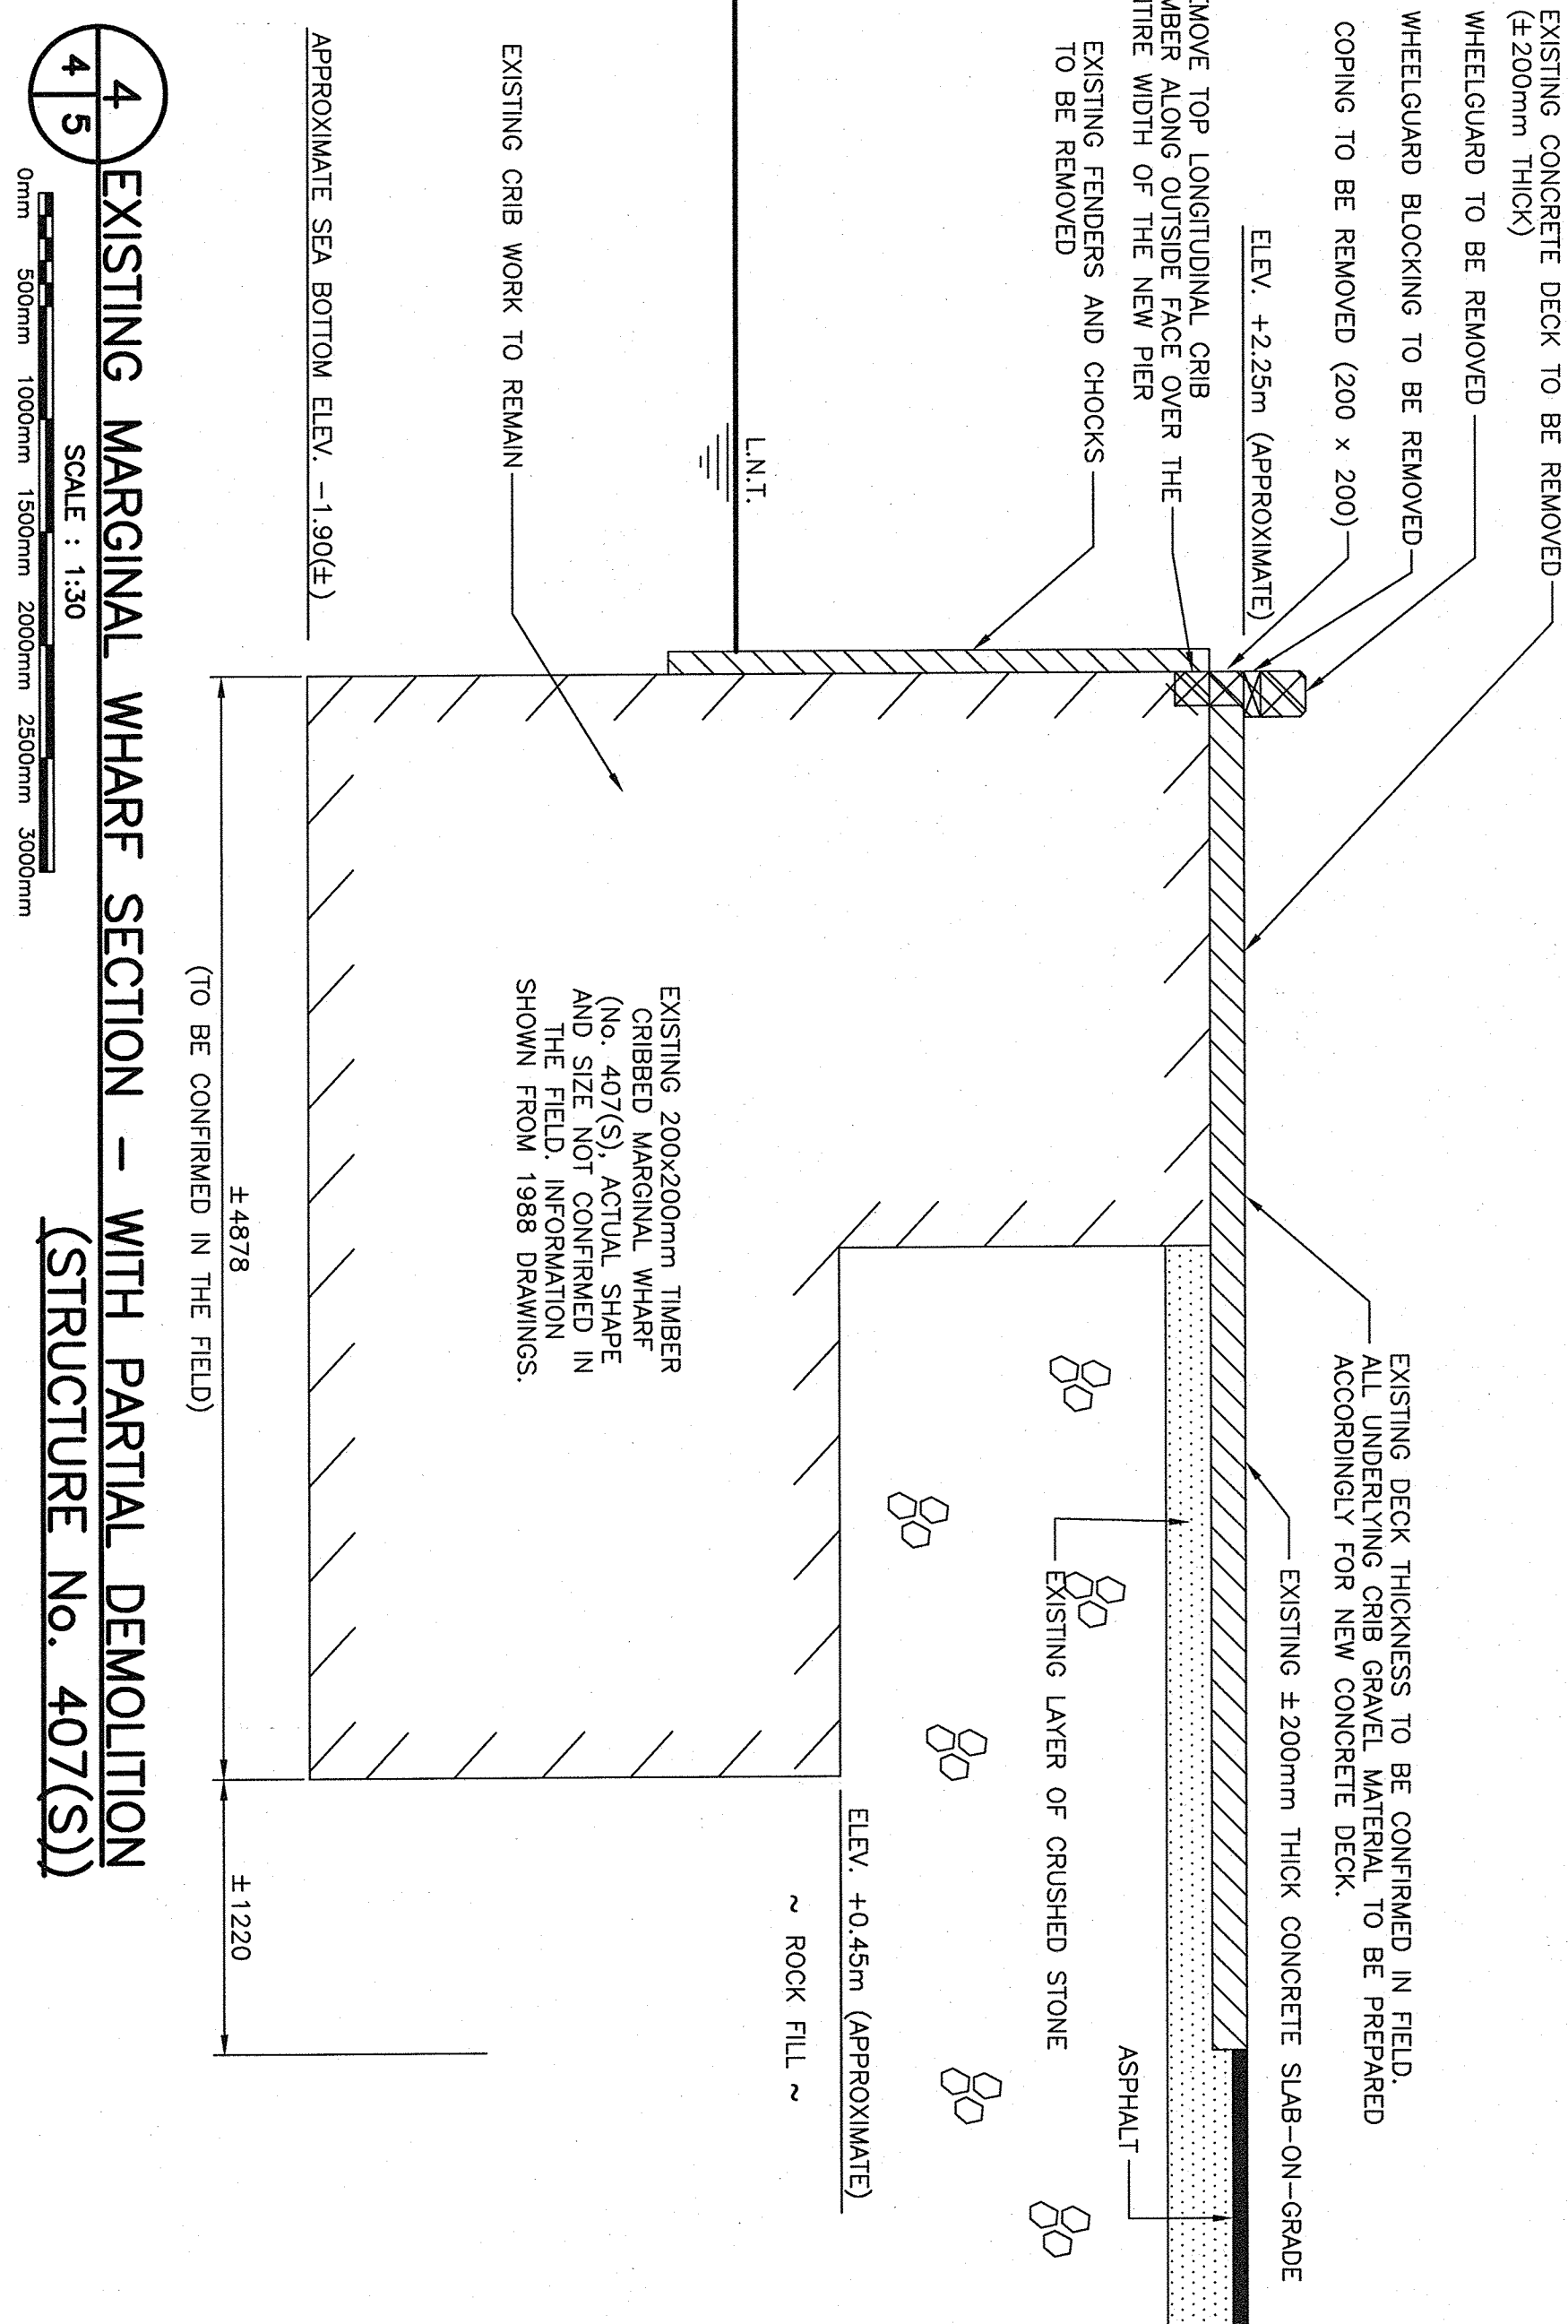 EXISTING CONCRETE DECK TO BE REMOVED
(±200mm THICK)
WHEELGUARD TO BE REMOVED
WHEELGUARD BLOCKING TO BE REMOVED
COPING TO BE REMOVED (200 x 200)
ELEV. +2.25m (APPROXIMATE)
TOP LONGITUDINAL CRIB
ALONG OUTSIDE FACE OVER THE
WIDTH OF THE NEW PIER
EXISTING FENDERS AND CHOCKS
TO BE REMOVED
L.N.T.
EXISTING CRIB WORK TO REMAIN
APPROXIMATE SEA BOTTOM ELEV. −1.90(±)
EXISTING DECK THICKNESS TO BE CONFIRMED IN FIELD.
ALL UNDERLYING CRIB GRAVEL MATERIAL TO BE PREPARED
ACCORDINGLY FOR NEW CONCRETE DECK.
EXISTING ±200mm THICK CONCRETE SLAB−ON−GRADE
ASPHALT
EXISTING LAYER OF CRUSHED STONE
ELEV. +0.45m (APPROXIMATE)
~ ROCK FILL ~
EXISTING 200x200mm TIMBER
CRIBBED MARGINAL WHARF
(No. 407(S), ACTUAL SHAPE
AND SIZE NOT CONFIRMED IN
THE FIELD. INFORMATION
SHOWN FROM 1988 DRAWINGS.
±4878
(TO BE CONFIRMED IN THE FIELD)
±1220
4
4 5
EXISTING MARGINAL WHARF SECTION − WITH PARTIAL DEMOLITION
(STRUCTURE No. 407(S))
SCALE : 1:30
0mm 500mm 1000mm 1500mm 2000mm 2500mm 3000mm